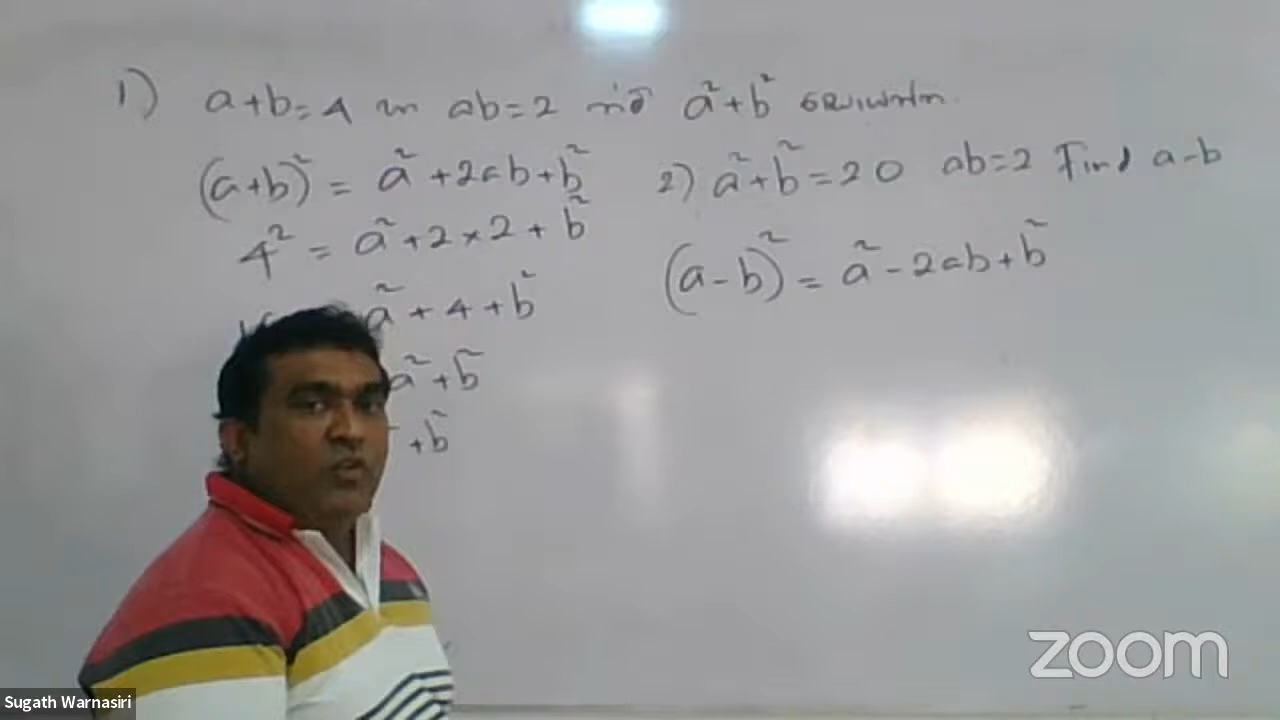 1) a+b=4 හා ab=2 නම් a²+b² සොයන්න.
(a+b)² = a²+2ab+b²
4² = a²+2×2+b²
a²+4+b²
a²+b²
+b²
2) a²+b²=20 ab=2 Find a-b
(a-b)² = a²-2ab+b²
zoom
Sugath Warnasiri